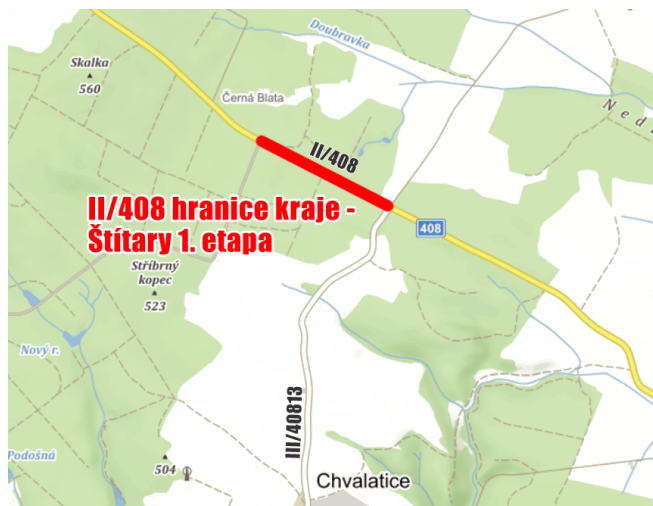 Doubravka
Skalka
560
Černá Blata
Ned
II/408
II/408 hranice kraje -
Štítary 1. etapa
408
Stříbrný
kopec
523
Nový r.
III/40813
Podošná
504
Chvalatice